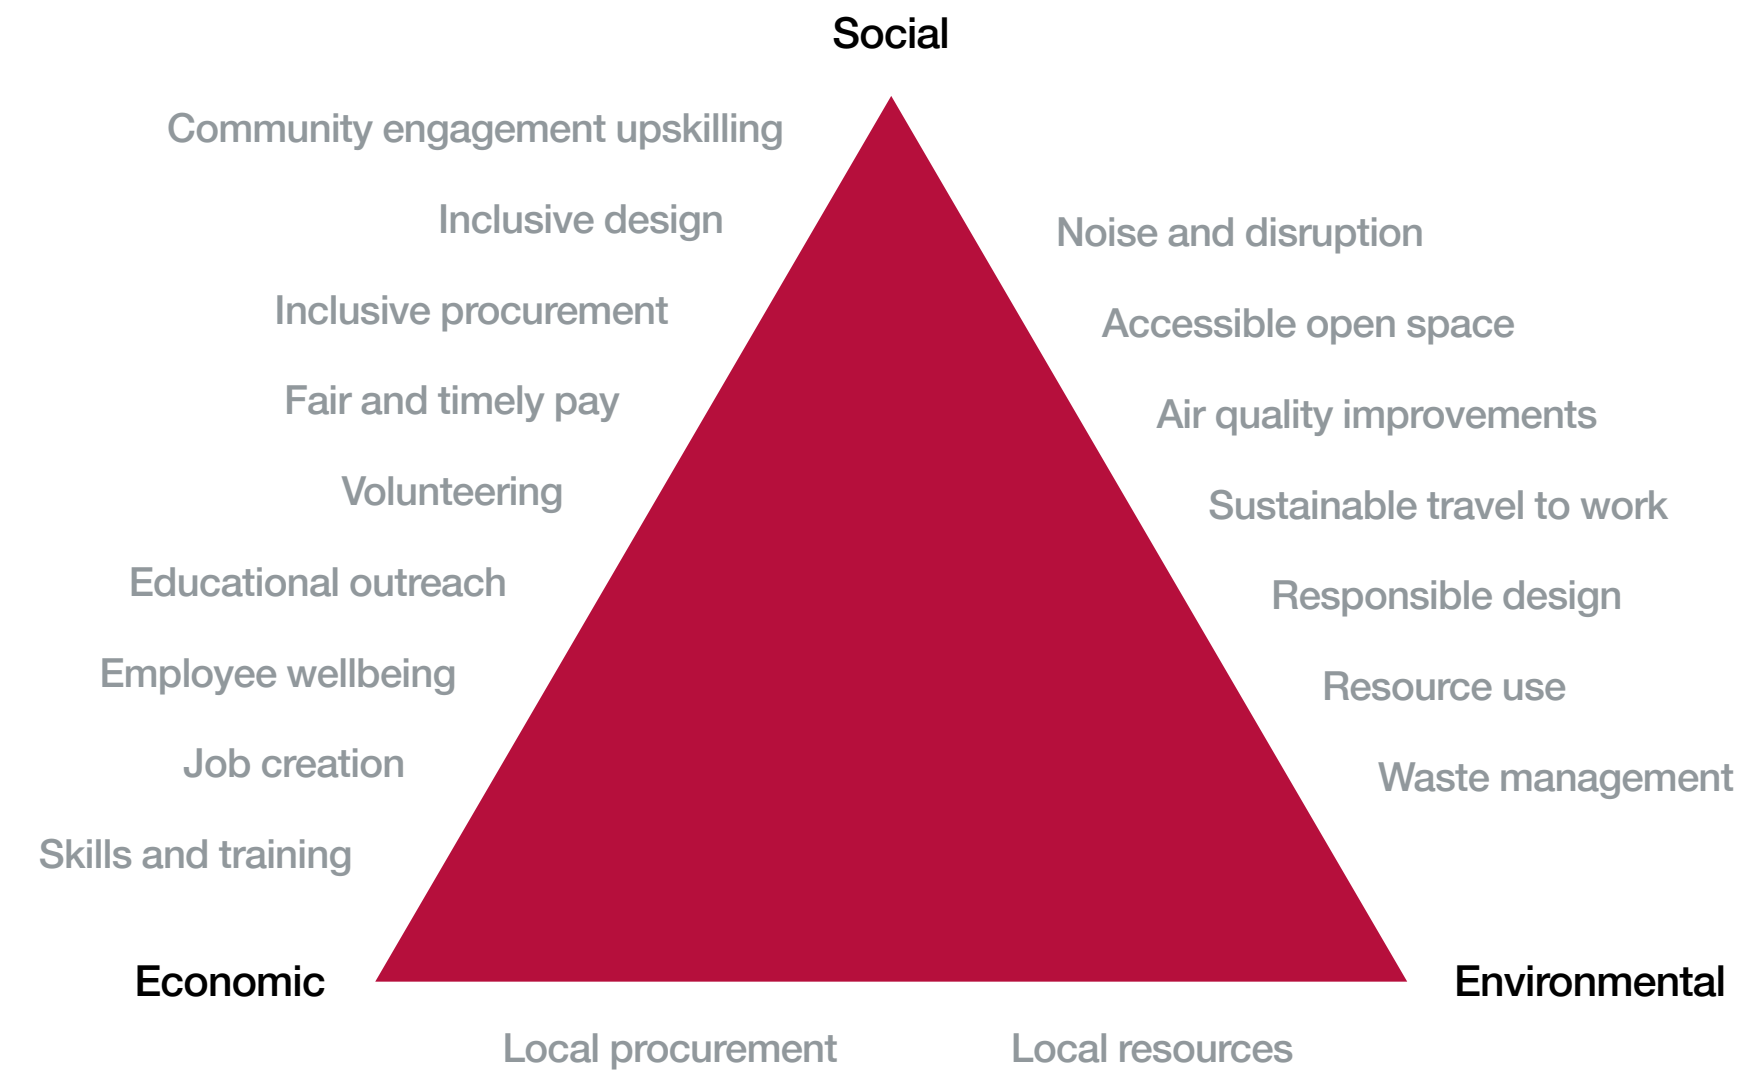 Social
Community engagement upskilling
Inclusive design
Inclusive procurement
Fair and timely pay
Volunteering
Educational outreach
Employee wellbeing
Job creation
Skills and training
Noise and disruption
Accessible open space
Air quality improvements
Sustainable travel to work
Responsible design
Resource use
Waste management
Economic
Environmental
Local procurement
Local resources